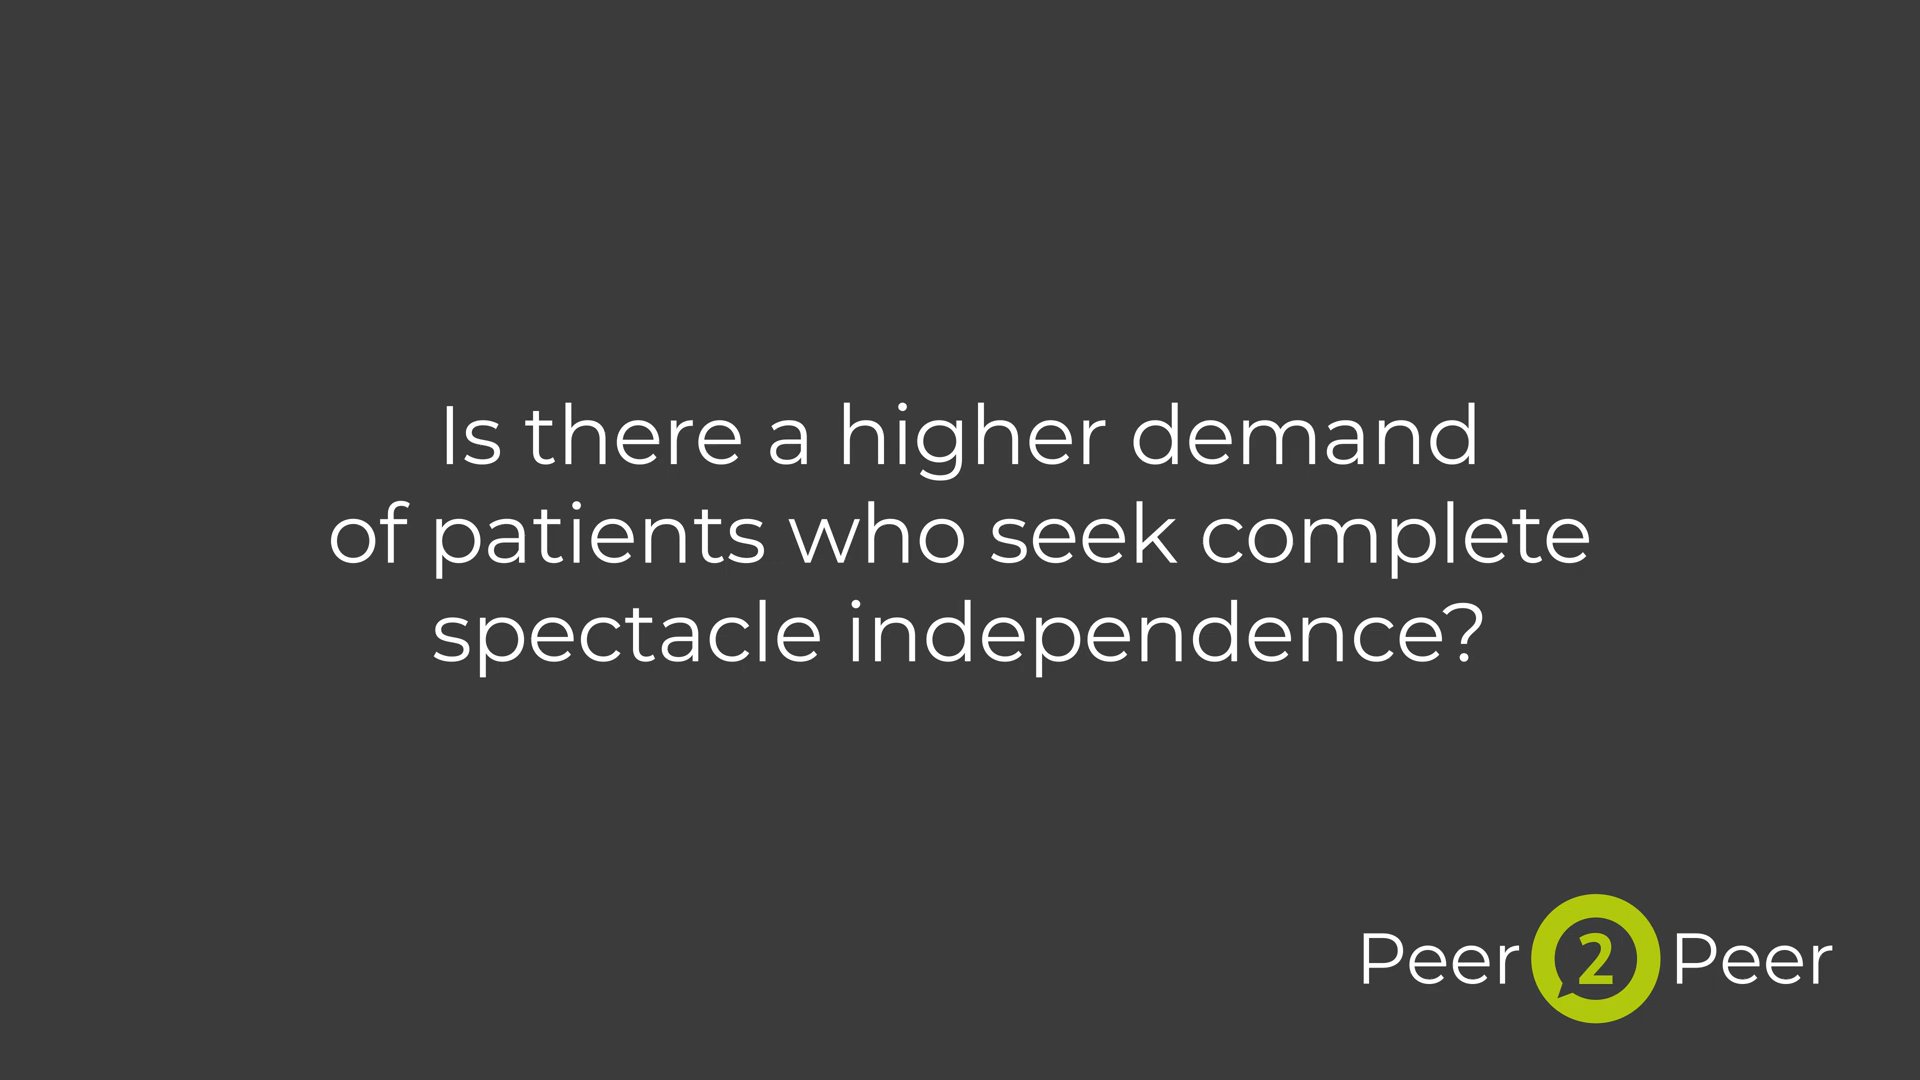 Is there a higher demand
of patients who seek complete
spectacle independence?
Peer 2 Peer